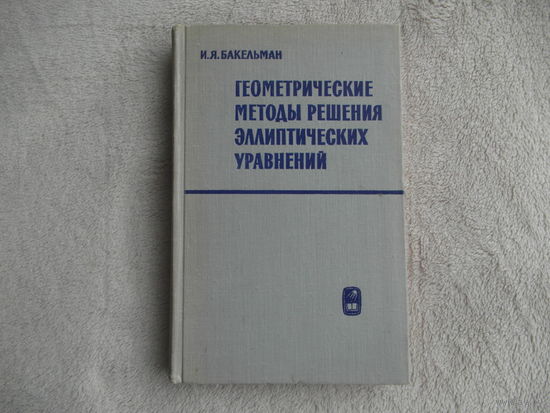 И.Я.БАКЕЛЬМАН
ГЕОМЕТРИЧЕСКИЕ
МЕТОДЫ РЕШЕНИЯ
ЭЛЛИПТИЧЕСКИХ
УРАВНЕНИЙ